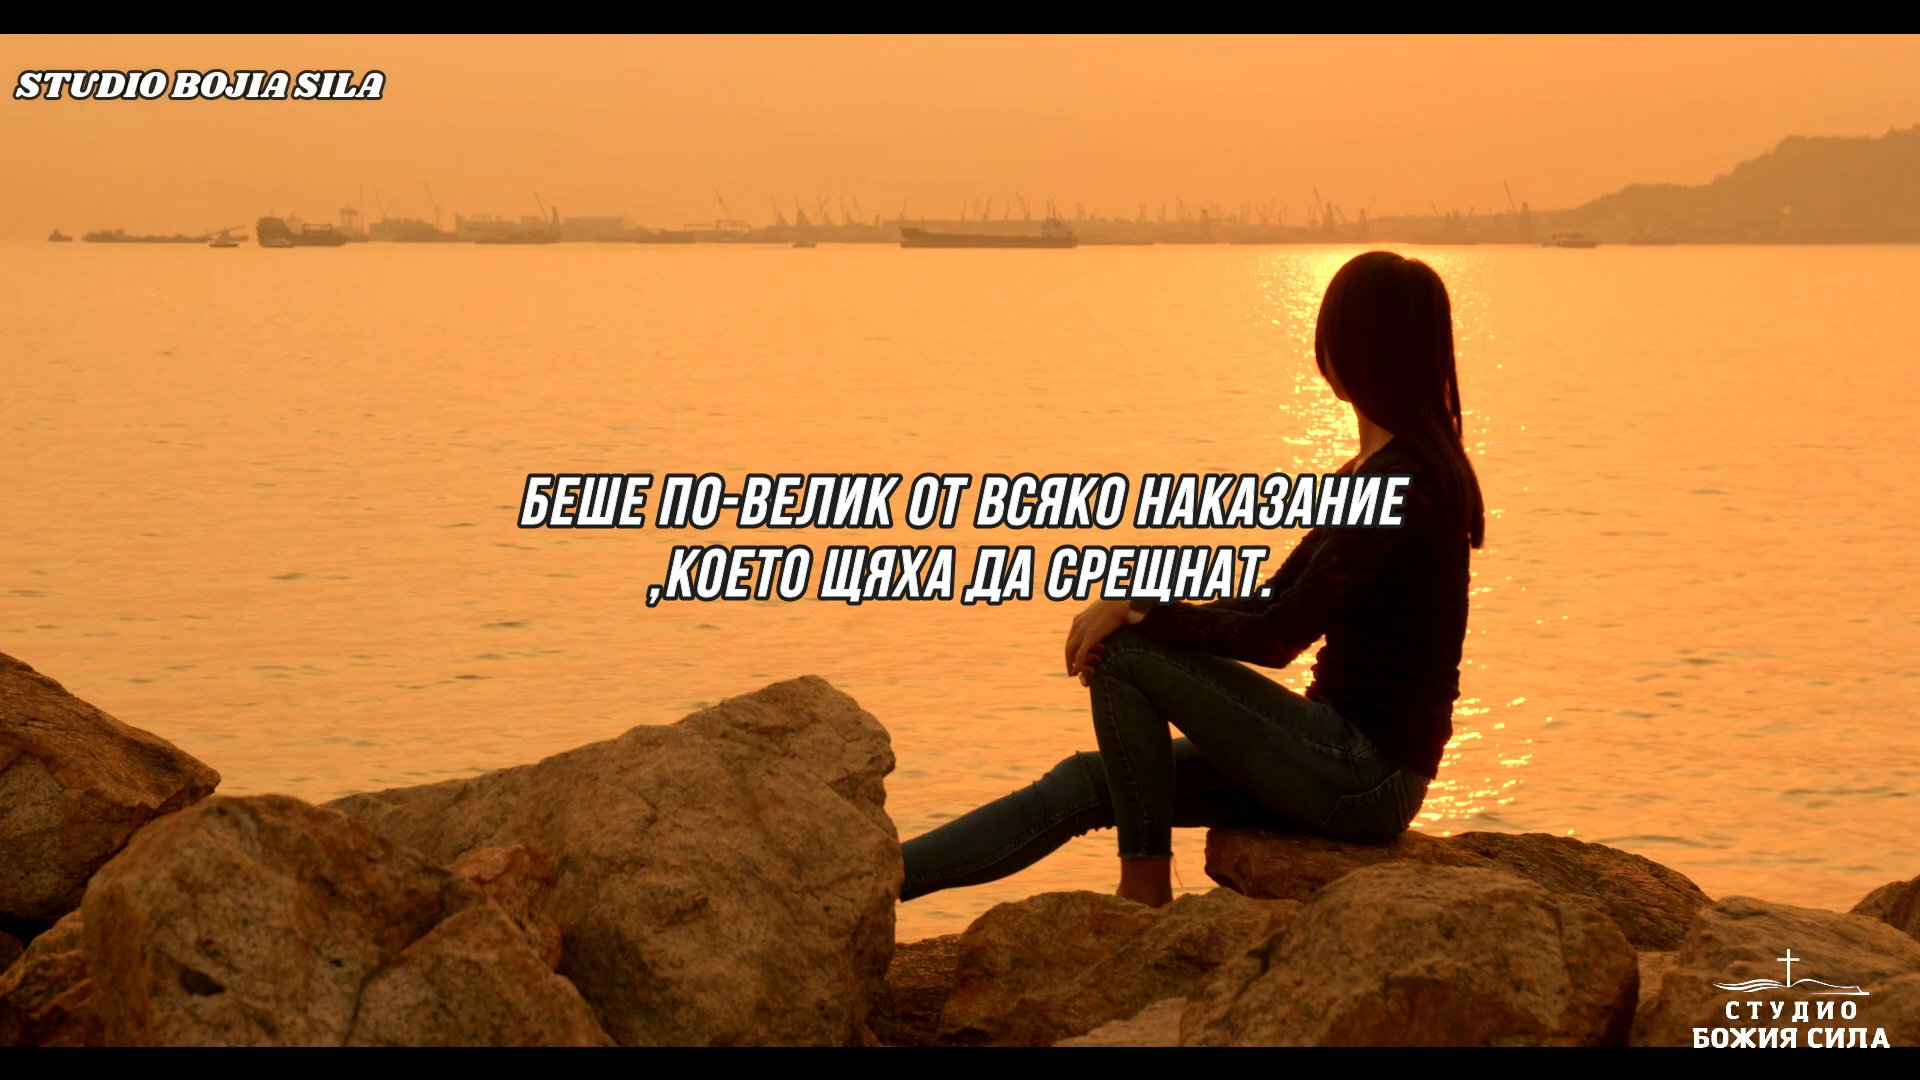 STUDIO BOJIA SILA
БЕШЕ ПО-ВЕЛИК ОТ ВСЯКО НАКАЗАНИЕ
,КОЕТО ЩЯХА ДА СРЕЩНАТ.
СТУДИО
БОЖИЯ СИЛА